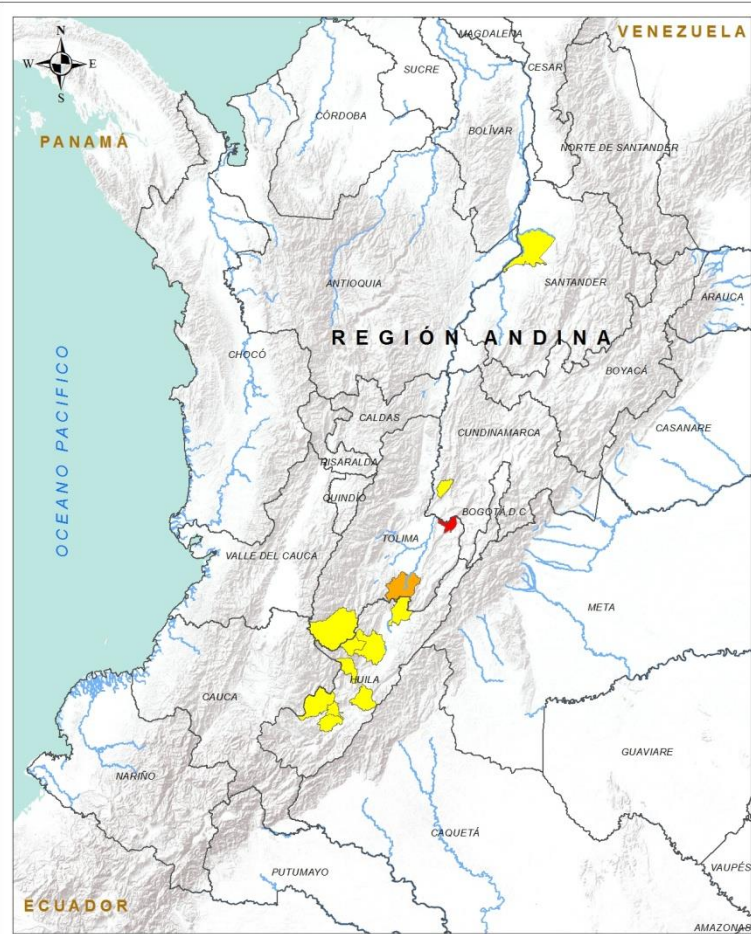 MAGDALENA
VENEZUELA
N
W
E
S
SUCRE
CESAR
CÓRDOBA
BOLÍVAR
PANAMÁ
NORTE DE SANTANDER
ANTIOQUIA
SANTANDER
ARAUCA
REGIÓN ANDINA
CHOCÓ
BOYACÁ
OCEANO PACIFICO
CALDAS
CUNDINAMARCA
CASANARE
RISARALDA
QUINDÍO
BOGOTÁ,D.C.
TOLIMA
VALLE DEL CAUCA
META
HUILA
CAUCA
GUAVIARE
NARIÑO
CAQUETÁ
VAUPÉS
PUTUMAYO
ECUADOR
AMAZONAS